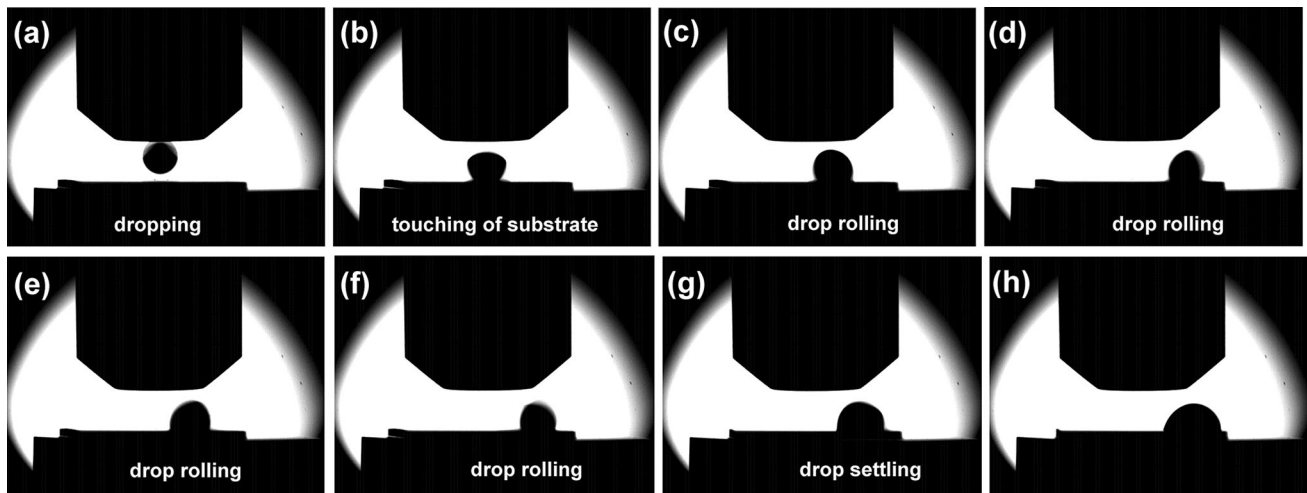 (a)
dropping
(b)
touching of substrate
(c)
drop rolling
(d)
drop rolling
(e)
drop rolling
(f)
drop rolling
(g)
drop settling
(h)